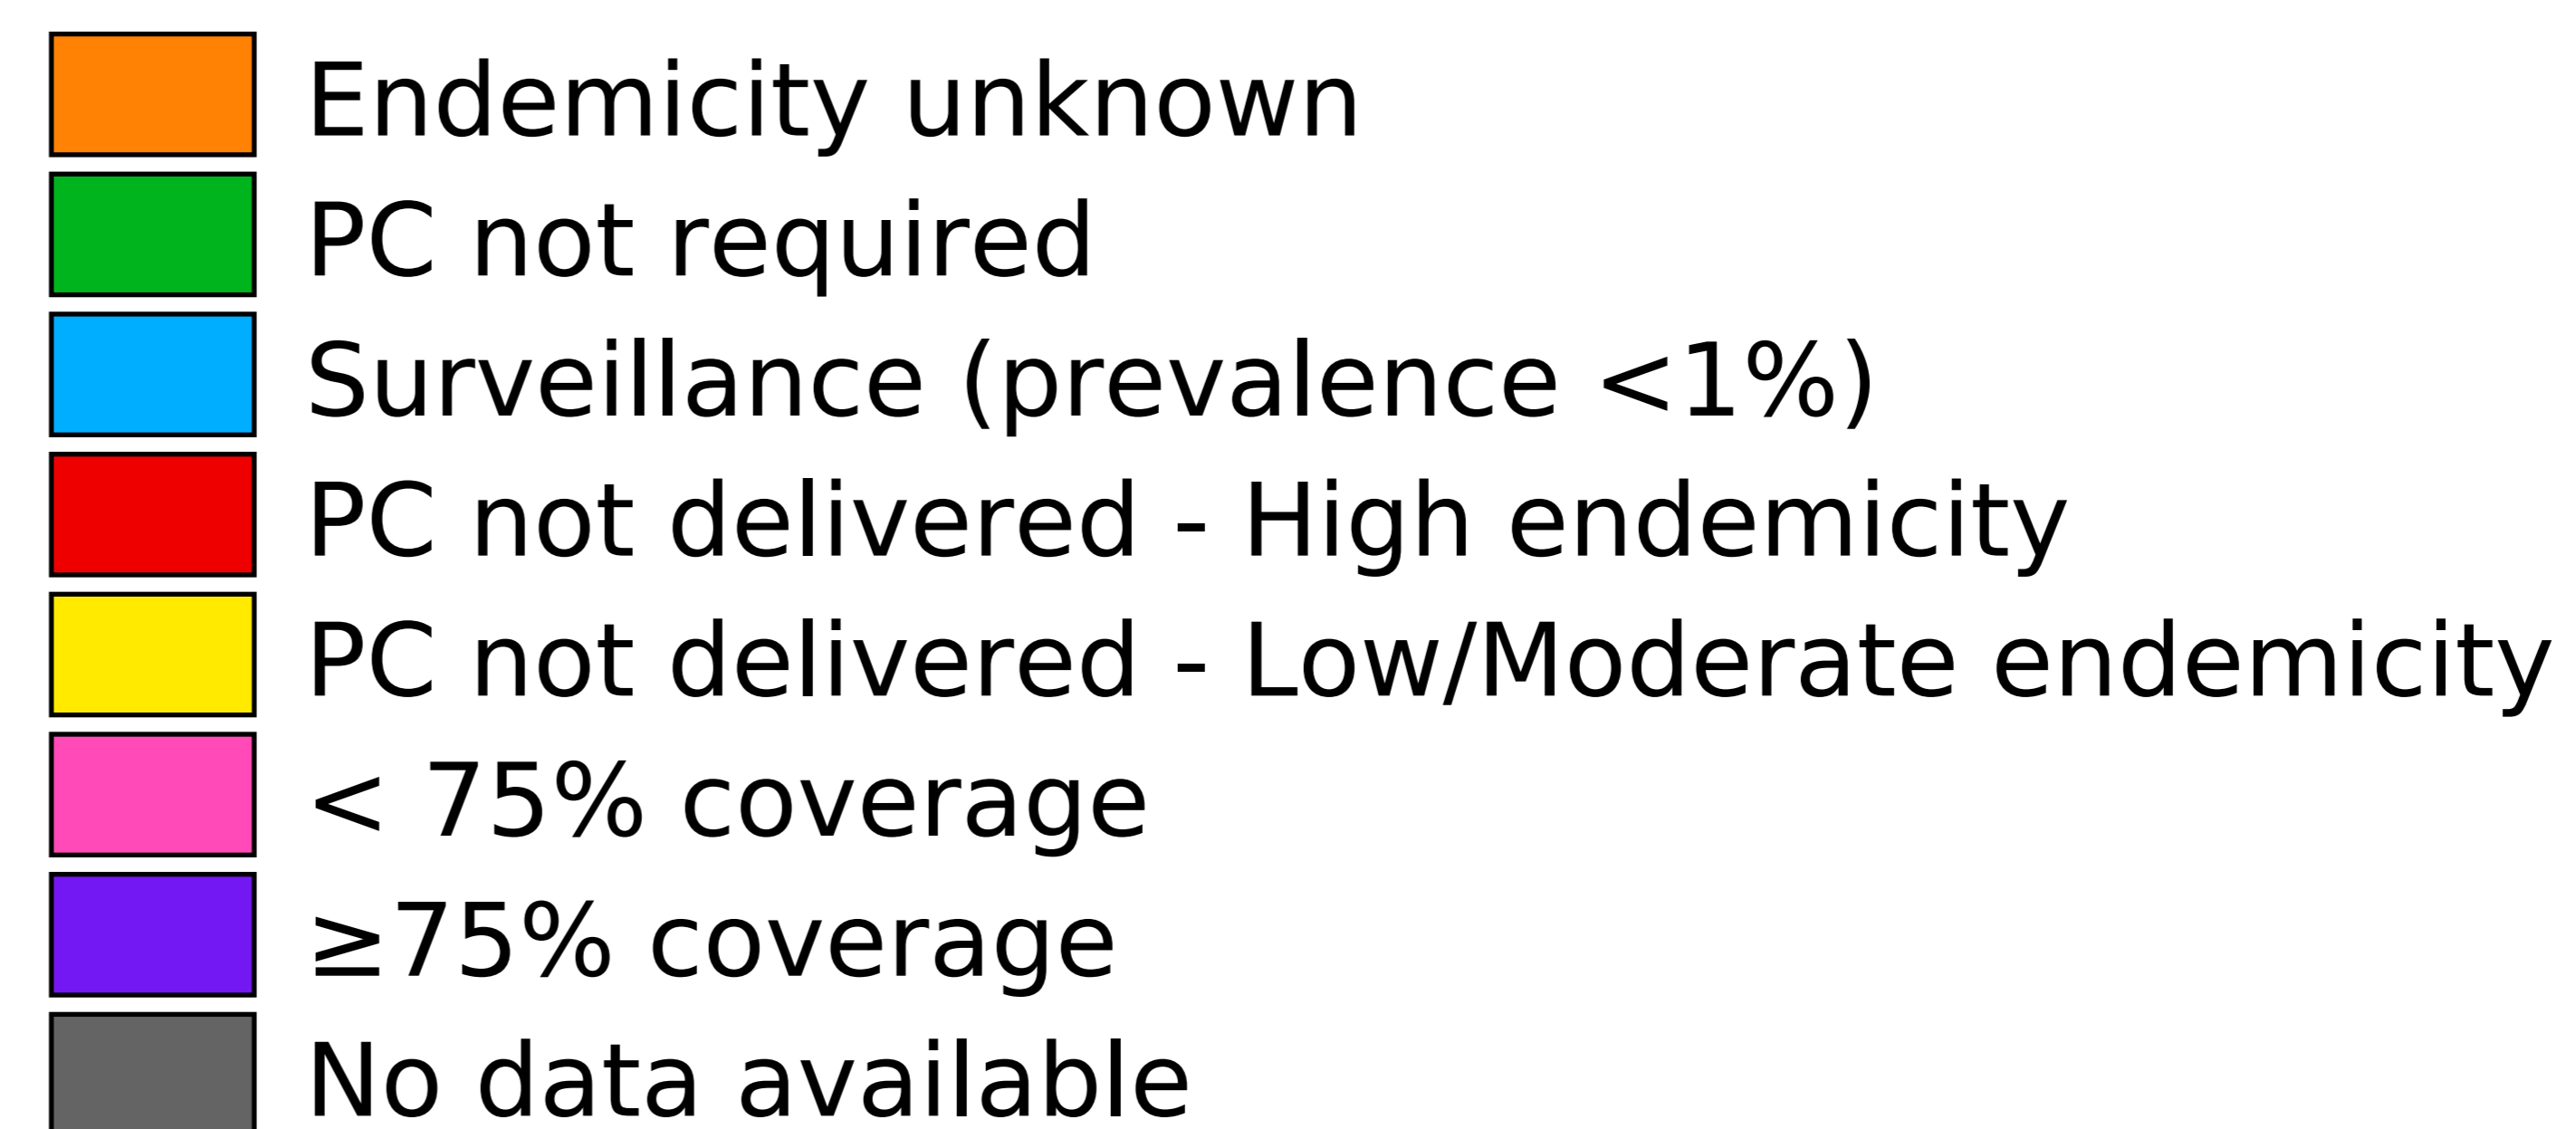 Endemicity unknown
PC not required
Surveillance (prevalence <1%)
PC not delivered - High endemicity
PC not delivered - Low/Moderate endemicity
< 75% coverage
≥75% coverage
No data available